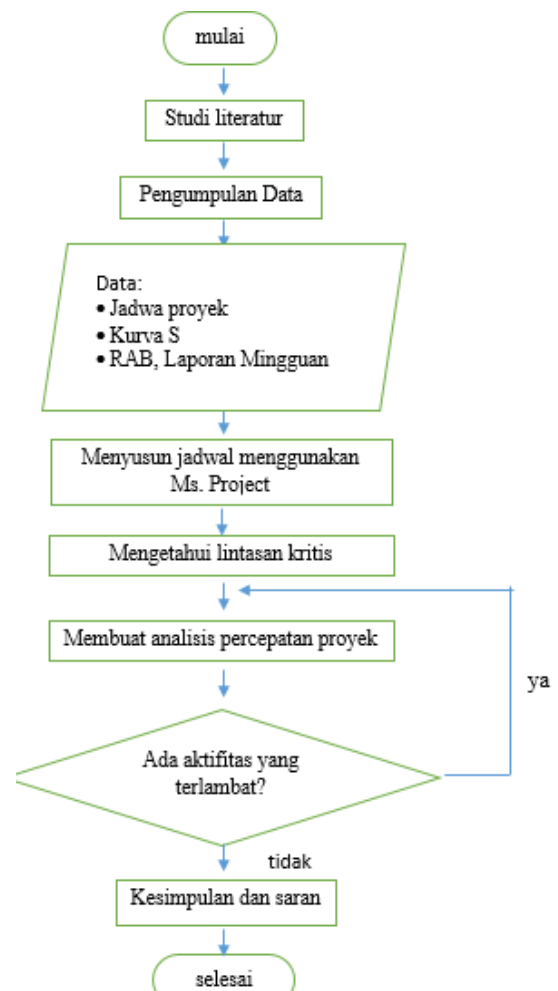 mulai
Studi literatur
Pengumpulan Data
Data:
• Jadwa proyek
• Kurva S
• RAB, Laporan Mingguan
Menyusun jadwal menggunakan
Ms. Project
Mengetahui lintasan kritis
Membuat analisis percepatan proyek
ya
Ada aktifitas yang
terlambat?
tidak
Kesimpulan dan saran
selesai